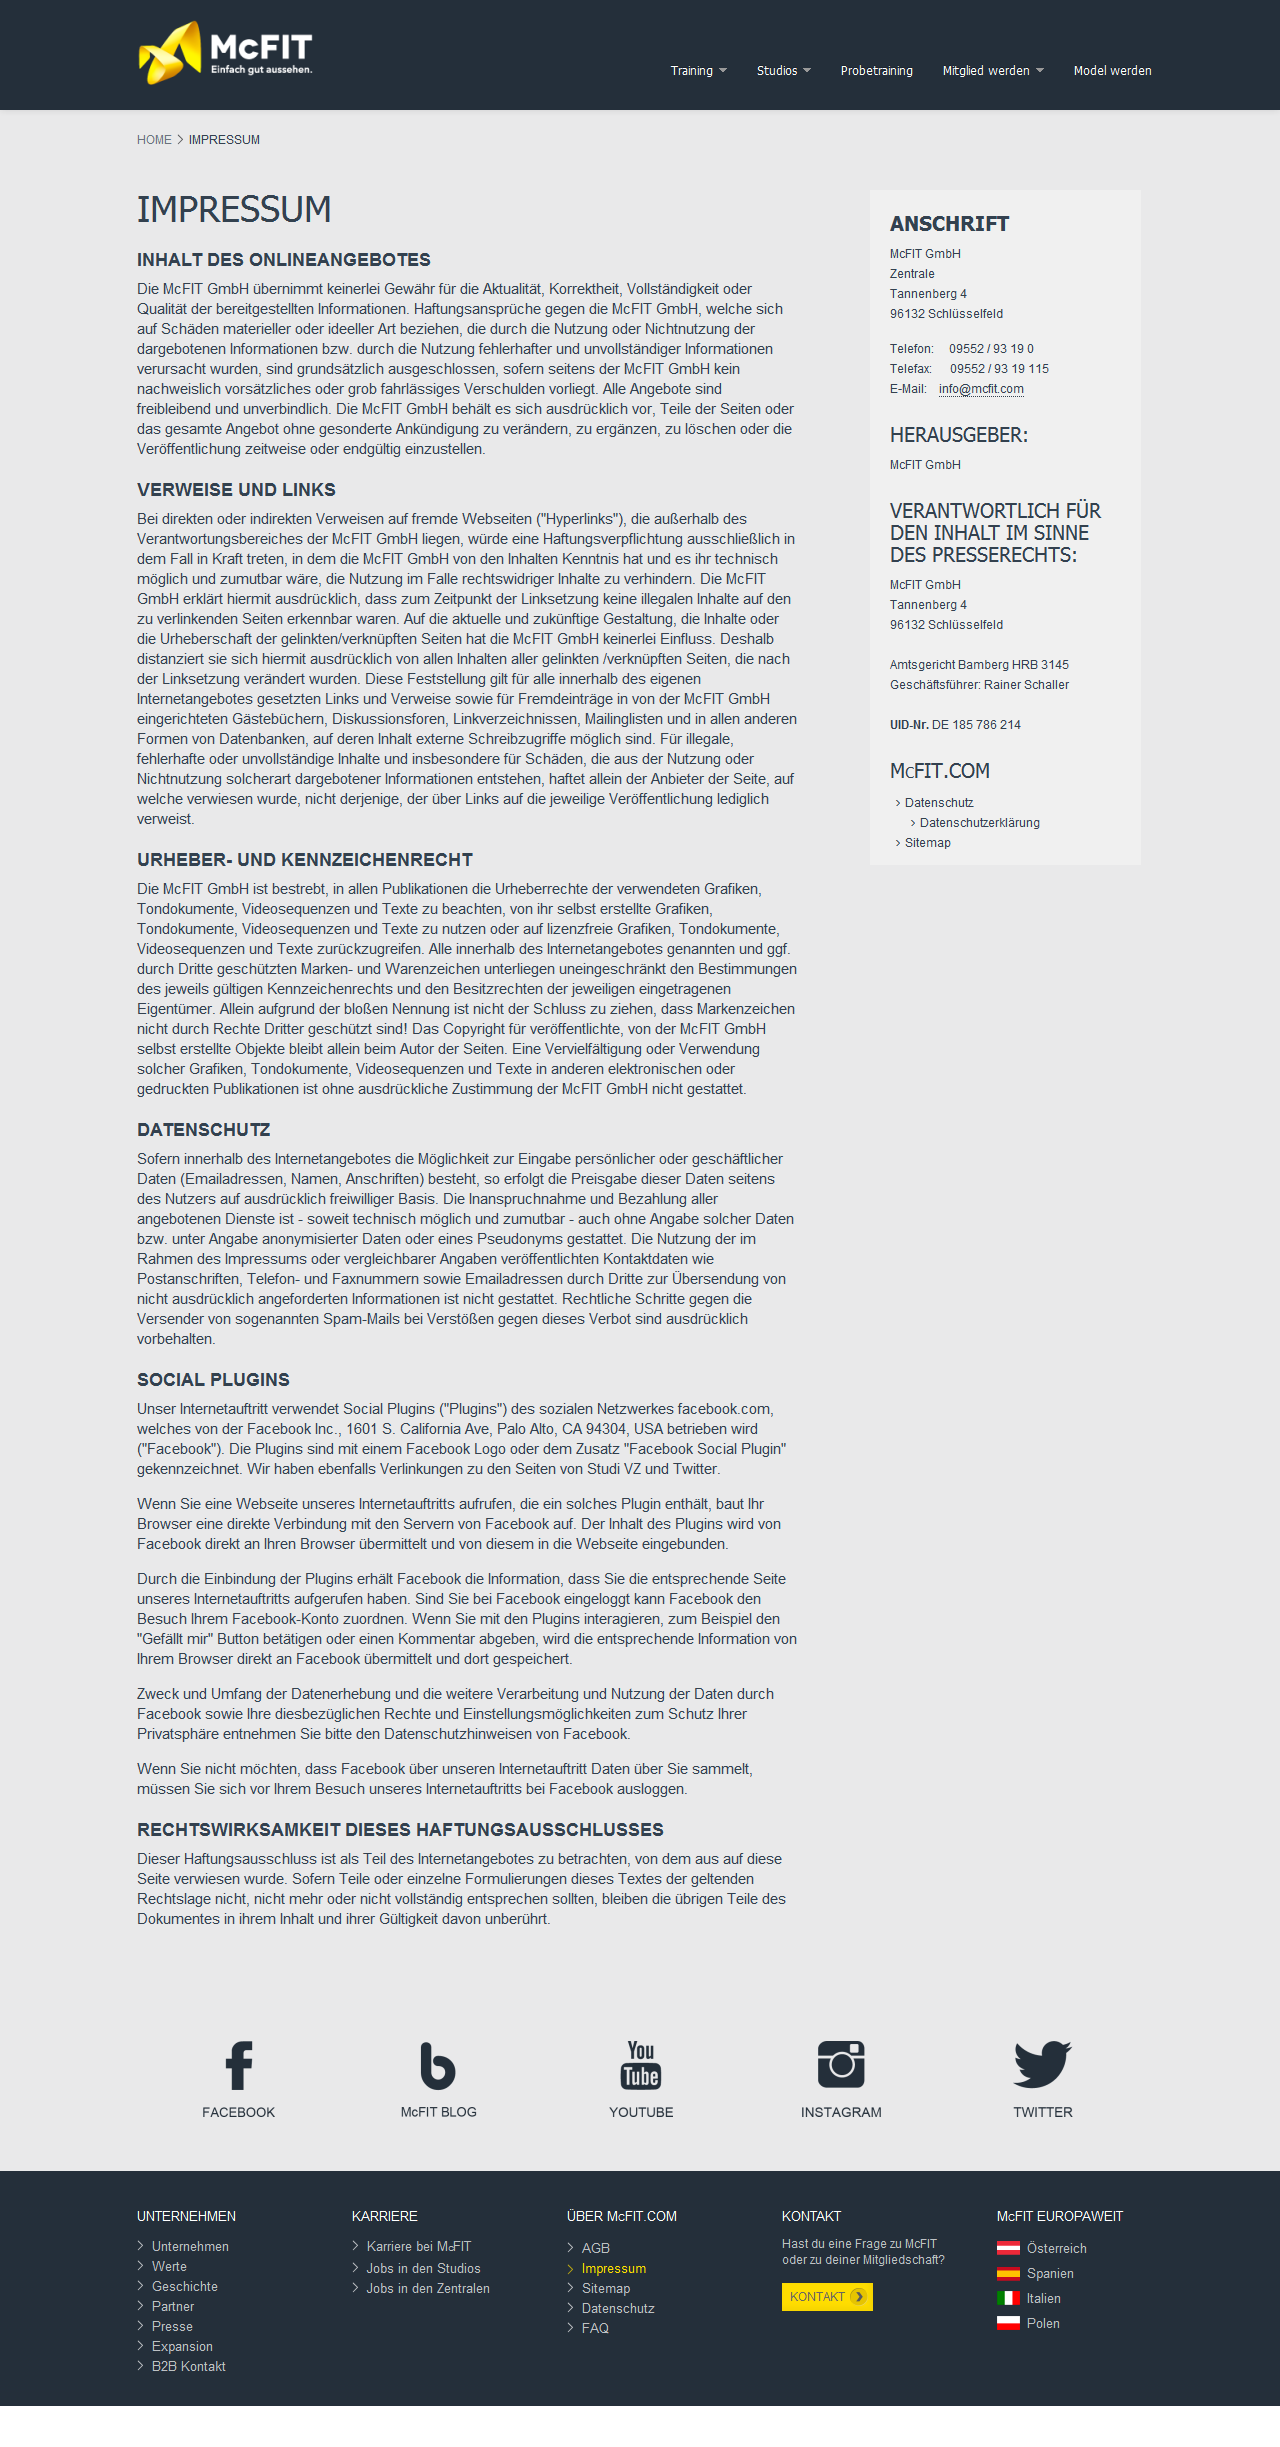 McFIT
Einfach gut aussehen.
Training
Studios
Probetraining
Mitglied werden
Model werden
HOME > IMPRESSUM
IMPRESSUM
INHALT DES ONLINEANGEBOTES
Die McFIT GmbH übernimmt keinerlei Gewähr für die Aktualität, Korrektheit, Vollständigkeit oder
Qualität der bereitgestellten Informationen. Haftungsansprüche gegen die McFIT GmbH, welche sich
auf Schäden materieller oder ideeller Art beziehen, die durch die Nutzung oder Nichtnutzung der
dargebotenen Informationen bzw. durch die Nutzung fehlerhafter und unvollständiger Informationen
verursacht wurden, sind grundsätzlich ausgeschlossen, sofern seitens der McFIT GmbH kein
nachweislich vorsätzliches oder grob fahrlässiges Verschulden vorliegt. Alle Angebote sind
freibleibend und unverbindlich. Die McFIT GmbH behält es sich ausdrücklich vor, Teile der Seiten oder
das gesamte Angebot ohne gesonderte Ankündigung zu verändern, zu ergänzen, zu löschen oder die
Veröffentlichung zeitweise oder endgültig einzustellen.
VERWEISE UND LINKS
Bei direkten oder indirekten Verweisen auf fremde Webseiten ("Hyperlinks"), die außerhalb des
Verantwortungsbereiches der McFIT GmbH liegen, würde eine Haftungsverpflichtung ausschließlich in
dem Fall in Kraft treten, in dem die McFIT GmbH von den Inhalten Kenntnis hat und es ihr technisch
möglich und zumutbar wäre, die Nutzung im Falle rechtswidriger Inhalte zu verhindern. Die McFIT
GmbH erklärt hiermit ausdrücklich, dass zum Zeitpunkt der Linksetzung keine illegalen Inhalte auf den
zu verlinkenden Seiten erkennbar waren. Auf die aktuelle und zukünftige Gestaltung, die Inhalte oder
die Urheberschaft der gelinkten/verknüpften Seiten hat die McFIT GmbH keinerlei Einfluss. Deshalb
distanziert sie sich hiermit ausdrücklich von allen Inhalten aller gelinkten /verknüpften Seiten, die nach
der Linksetzung verändert wurden. Diese Feststellung gilt für alle innerhalb des eigenen
Internetangebotes gesetzten Links und Verweise sowie für Fremdeinträge in von der McFIT GmbH
eingerichteten Gästebüchern, Diskussionsforen, Linkverzeichnissen, Mailinglisten und in allen anderen
Formen von Datenbanken, auf deren Inhalt externe Schreibzugriffe möglich sind. Für illegale,
fehlerhafte oder unvollständige Inhalte und insbesondere für Schäden, die aus der Nutzung oder
Nichtnutzung solcherart dargebotener Informationen entstehen, haftet allein der Anbieter der Seite, auf
welche verwiesen wurde, nicht derjenige, der über Links auf die jeweilige Veröffentlichung lediglich
verweist.
URHEBER- UND KENNZEICHENRECHT
Die McFIT GmbH ist bestrebt, in allen Publikationen die Urheberrechte der verwendeten Grafiken,
Tondokumente, Videosequenzen und Texte zu beachten, von ihr selbst erstellte Grafiken,
Tondokumente, Videosequenzen und Texte zu nutzen oder auf lizenzfreie Grafiken, Tondokumente,
Videosequenzen und Texte zurückzugreifen. Alle innerhalb des Internetangebotes genannten und ggf.
durch Dritte geschützten Marken- und Warenzeichen unterliegen uneingeschränkt den Bestimmungen
des jeweils gültigen Kennzeichenrechts und den Besitzrechten der jeweiligen eingetragenen
Eigentümer. Allein aufgrund der bloßen Nennung ist nicht der Schluss zu ziehen, dass Markenzeichen
nicht durch Rechte Dritter geschützt sind! Das Copyright für veröffentlichte, von der McFIT GmbH
selbst erstellte Objekte bleibt allein beim Autor der Seiten. Eine Vervielfältigung oder Verwendung
solcher Grafiken, Tondokumente, Videosequenzen und Texte in anderen elektronischen oder
gedruckten Publikationen ist ohne ausdrückliche Zustimmung der McFIT GmbH nicht gestattet.
DATENSCHUTZ
Sofern innerhalb des Internetangebotes die Möglichkeit zur Eingabe persönlicher oder geschäftlicher
Daten (Emailadressen, Namen, Anschriften) besteht, so erfolgt die Preisgabe dieser Daten seitens
des Nutzers auf ausdrücklich freiwilliger Basis. Die Inanspruchnahme und Bezahlung aller
angebotenen Dienste ist - soweit technisch möglich und zumutbar - auch ohne Angabe solcher Daten
bzw. unter Angabe anonymisierter Daten oder eines Pseudonyms gestattet. Die Nutzung der im
Rahmen des Impressums oder vergleichbarer Angaben veröffentlichten Kontaktdaten wie
Postanschriften, Telefon- und Faxnummern sowie Emailadressen durch Dritte zur Übersendung von
nicht ausdrücklich angeforderten Informationen ist nicht gestattet. Rechtliche Schritte gegen die
Versender von sogenannten Spam-Mails bei Verstößen gegen dieses Verbot sind ausdrücklich
vorbehalten.
SOCIAL PLUGINS
Unser Internetauftritt verwendet Social Plugins ("Plugins") des sozialen Netzwerkes facebook.com,
welches von der Facebook Inc., 1601 S. California Ave, Palo Alto, CA 94304, USA betrieben wird
("Facebook"). Die Plugins sind mit einem Facebook Logo oder dem Zusatz "Facebook Social Plugin"
gekennzeichnet. Wir haben ebenfalls Verlinkungen zu den Seiten von Studi VZ und Twitter.
Wenn Sie eine Webseite unseres Internetauftritts aufrufen, die ein solches Plugin enthält, baut Ihr
Browser eine direkte Verbindung mit den Servern von Facebook auf. Der Inhalt des Plugins wird von
Facebook direkt an Ihren Browser übermittelt und von diesem in die Webseite eingebunden.
Durch die Einbindung der Plugins erhält Facebook die Information, dass Sie die entsprechende Seite
unseres Internetauftritts aufgerufen haben. Sind Sie bei Facebook eingeloggt kann Facebook den
Besuch Ihrem Facebook-Konto zuordnen. Wenn Sie mit den Plugins interagieren, zum Beispiel den
"Gefällt mir" Button betätigen oder einen Kommentar abgeben, wird die entsprechende Information von
Ihrem Browser direkt an Facebook übermittelt und dort gespeichert.
Zweck und Umfang der Datenerhebung und die weitere Verarbeitung und Nutzung der Daten durch
Facebook sowie Ihre diesbezüglichen Rechte und Einstellungsmöglichkeiten zum Schutz Ihrer
Privatsphäre entnehmen Sie bitte den Datenschutzhinweisen von Facebook.
Wenn Sie nicht möchten, dass Facebook über unseren Internetauftritt Daten über Sie sammelt,
müssen Sie sich vor Ihrem Besuch unseres Internetauftritts bei Facebook ausloggen.
RECHTSWIRKSAMKEIT DIESES HAFTUNGSAUSSCHLUSSES
Dieser Haftungsausschluss ist als Teil des Internetangebotes zu betrachten, von dem aus auf diese
Seite verwiesen wurde. Sofern Teile oder einzelne Formulierungen dieses Textes der geltenden
Rechtslage nicht, nicht mehr oder nicht vollständig entsprechen sollten, bleiben die übrigen Teile des
Dokumentes in ihrem Inhalt und ihrer Gültigkeit davon unberührt.
ANSCHRIFT
McFIT GmbH
Zentrale
Tannenberg 4
96132 Schlüsselfeld
Telefon: 09552 / 93 19 0
Telefax: 09552 / 93 19 115
E-Mail: info@mcfit.com
HERAUSGEBER:
McFIT GmbH
VERANTWORTLICH FÜR
DEN INHALT IM SINNE
DES PRESSERECHTS:
McFIT GmbH
Tannenberg 4
96132 Schlüsselfeld
Amtsgericht Bamberg HRB 3145
Geschäftsführer: Rainer Schaller
UID-Nr. DE 185 786 214
McFIT.COM
Datenschutz
Datenschutzerklärung
Sitemap
FACEBOOK
McFIT BLOG
You
Tube
YOUTUBE
INSTAGRAM
TWITTER
UNTERNEHMEN
Unternehmen
Werte
Geschichte
Partner
Presse
Expansion
B2B Kontakt
KARRIERE
Karriere bei McFIT
Jobs in den Studios
Jobs in den Zentralen
ÜBER McFIT.COM
AGB
Impressum
Sitemap
Datenschutz
FAQ
KONTAKT
Hast du eine Frage zu McFIT
oder zu deiner Mitgliedschaft?
KONTAKT
McFIT EUROPAWEIT
Österreich
Spanien
Italien
Polen